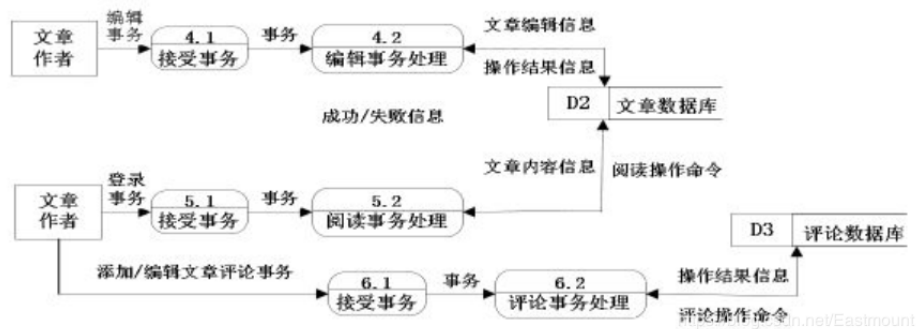 文章
作者
编辑
事务
4.1
接受事务
事务
4.2
编辑事务处理
文章编辑信息
操作结果信息
D2
文章数据库
成功/失败信息
文章内容信息
阅读操作命令
文章
作者
登录
事务
5.1
接受事务
事务
5.2
阅读事务处理
D3
评论数据库
添加/编辑文章评论事务
6.1
接受事务
事务
6.2
评论事务处理
操作结果信息
评论操作命令